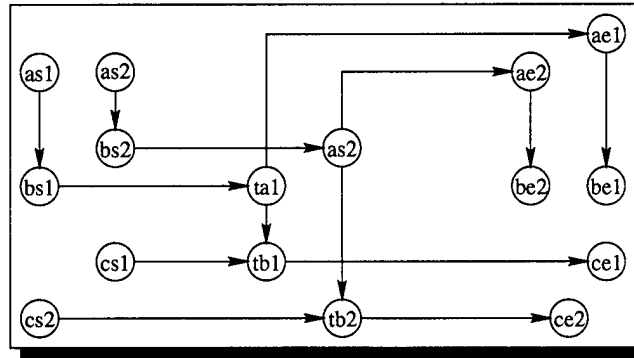 ae1
as1 as2 ae2
bs2 as2
bs1 ta1 be2 be1
cs1 tb1 ce1
cs2 tb2 ce2